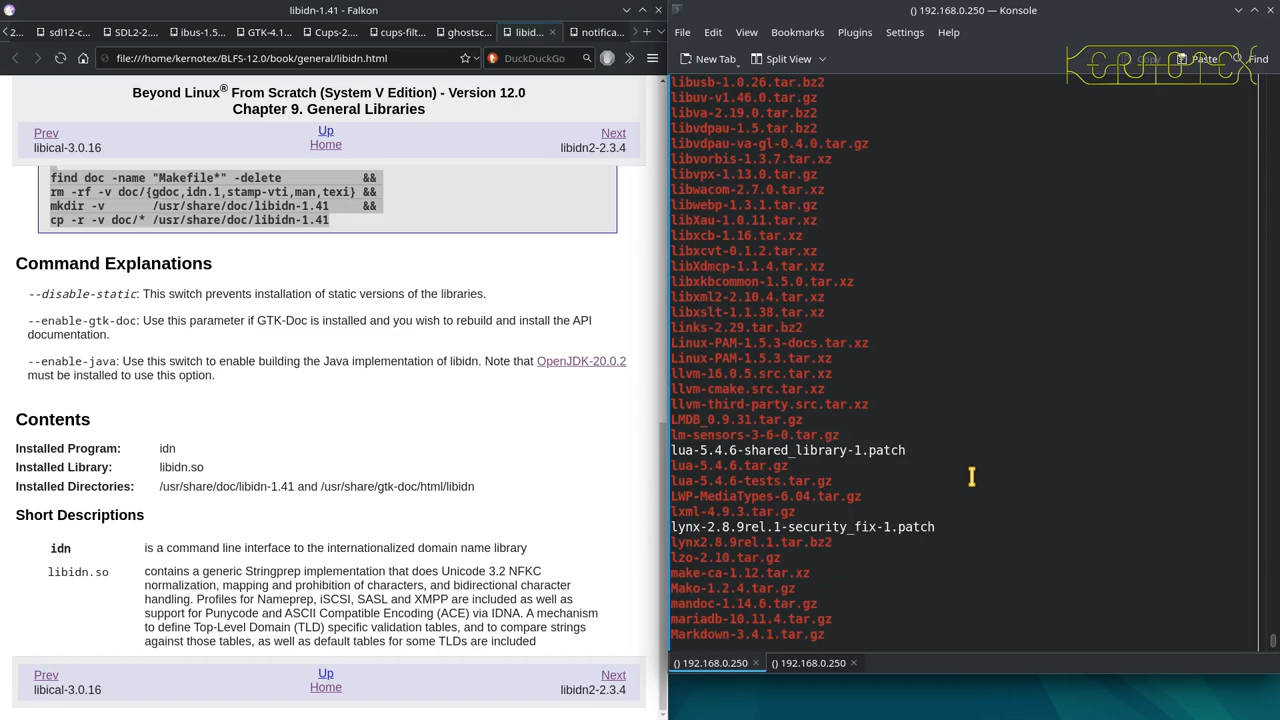 libidn-1.41 - Falkon
2...
sdl12-c...
SDL2-2....
ibus-1.5...
GTK-4.1...
Cups-2....
cups-filt...
ghostsc...
libid...
notifica...
file:///home/kernotex/BLFS-12.0/book/general/libidn.html
DuckDuckGo
Beyond Linux® From Scratch (System V Edition) - Version 12.0
Chapter 9. General Libraries
Prev
Up
Next
libical-3.0.16
Home
libidn2-2.3.4
find doc -name "Makefile*" -delete &&
rm -rf -v doc/{gdoc,idn.1,stamp-vti,man,texi} &&
mkdir -v /usr/share/doc/libidn-1.41 &&
cp -r -v doc/* /usr/share/doc/libidn-1.41
Command Explanations
--disable-static: This switch prevents installation of static versions of the libraries.
--enable-gtk-doc: Use this parameter if GTK-Doc is installed and you wish to rebuild and install the API
documentation.
--enable-java: Use this switch to enable building the Java implementation of libidn. Note that OpenJDK-20.0.2
must be installed to use this option.
Contents
Installed Program: idn
Installed Library: libidn.so
Installed Directories: /usr/share/doc/libidn-1.41 and /usr/share/gtk-doc/html/libidn
Short Descriptions
idn is a command line interface to the internationalized domain name library
libidn.so contains a generic Stringprep implementation that does Unicode 3.2 NFKC
normalization, mapping and prohibition of characters, and bidirectional character
handling. Profiles for Nameprep, iSCSI, SASL and XMPP are included as well as
support for Punycode and ASCII Compatible Encoding (ACE) via IDNA. A mechanism
to define Top-Level Domain (TLD) specific validation tables, and to compare strings
against those tables, as well as default tables for some TLDs are included
Prev
Up
Next
libical-3.0.16
Home
libidn2-2.3.4
() 192.168.0.250 — Konsole
File Edit View Bookmarks Plugins Settings Help
New Tab
Split View
Copy
Paste
Find
KERNOTEX
libusb-1.0.26.tar.bz2
libuv-v1.46.0.tar.gz
libva-2.19.0.tar.bz2
libvdpau-1.5.tar.bz2
libvdpau-va-gl-0.4.0.tar.gz
libvorbis-1.3.7.tar.xz
libvpx-1.13.0.tar.gz
libwacom-2.7.0.tar.xz
libwebp-1.3.1.tar.gz
libXau-1.0.11.tar.xz
libxcb-1.16.tar.xz
libxcvt-0.1.2.tar.xz
libXdmcp-1.1.4.tar.xz
libxkbcommon-1.5.0.tar.xz
libxml2-2.10.4.tar.xz
libxslt-1.1.38.tar.xz
links-2.29.tar.bz2
Linux-PAM-1.5.3-docs.tar.xz
Linux-PAM-1.5.3.tar.xz
llvm-16.0.5.src.tar.xz
llvm-cmake.src.tar.xz
llvm-third-party.src.tar.xz
LMDB_0.9.31.tar.gz
lm-sensors-3-6-0.tar.gz
lua-5.4.6-shared_library-1.patch
lua-5.4.6.tar.gz
lua-5.4.6-tests.tar.gz
LWP-MediaTypes-6.04.tar.gz
lxml-4.9.3.tar.gz
lynx-2.8.9rel.1-security_fix-1.patch
lynx2.8.9rel.1.tar.bz2
lzo-2.10.tar.gz
make-ca-1.12.tar.xz
Mako-1.2.4.tar.gz
mandoc-1.14.6.tar.gz
mariadb-10.11.4.tar.gz
Markdown-3.4.1.tar.gz
() 192.168.0.250
() 192.168.0.250